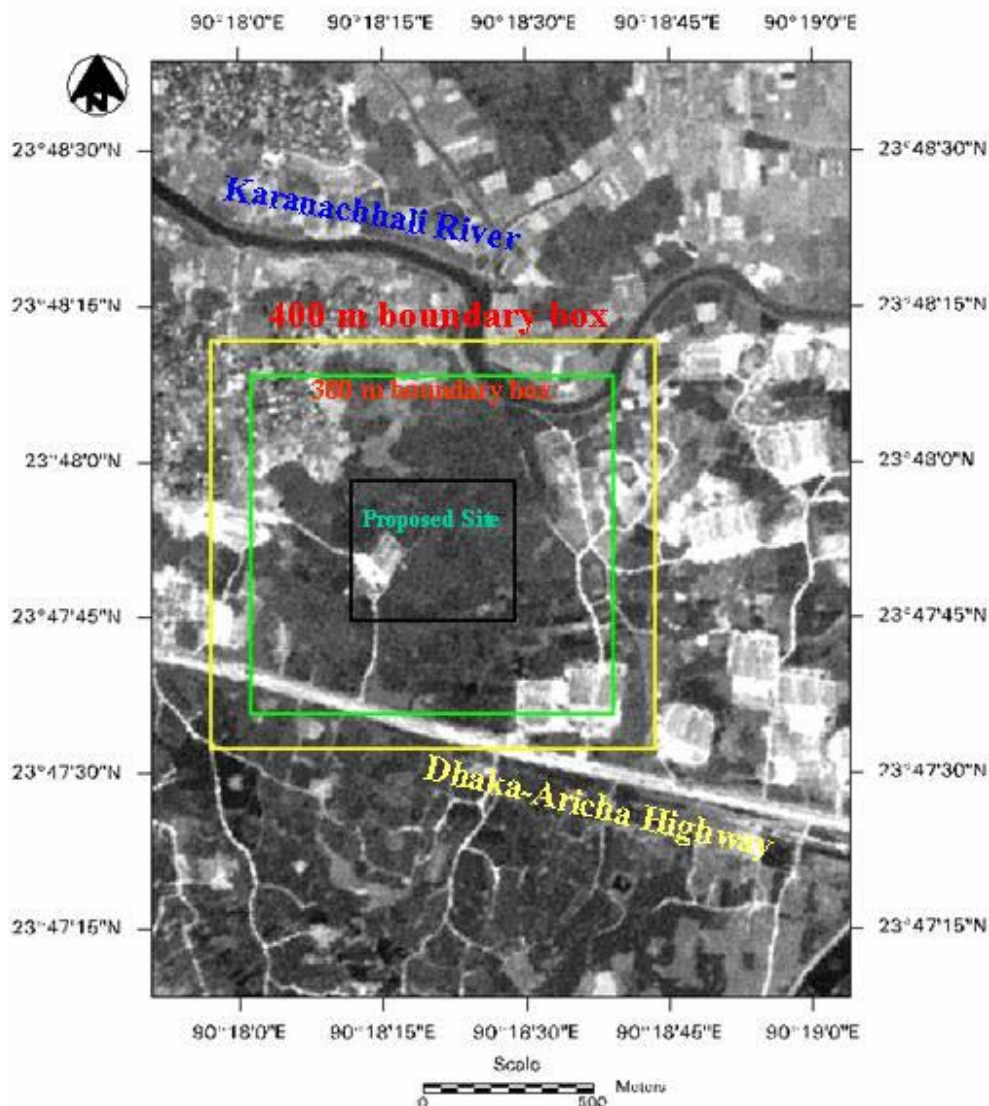 90°18'0"E 90°18'15"E 90°18'30"E 90°18'45"E 90°19'0"E
N
23°48'30"N 23°48'30"N
Karanachhali River
23°48'15"N 23°48'15"N
400 m boundary box
300 m boundary box
23°48'0"N 23°48'0"N
Proposed Site
23°47'45"N 23°47'45"N
23°47'30"N 23°47'30"N
Dhaka-Aricha Highway
23°47'15"N 23°47'15"N
90°18'0"E 90°18'15"E 90°18'30"E 90°18'45"E 90°19'0"E
Scale
Meters
0 500